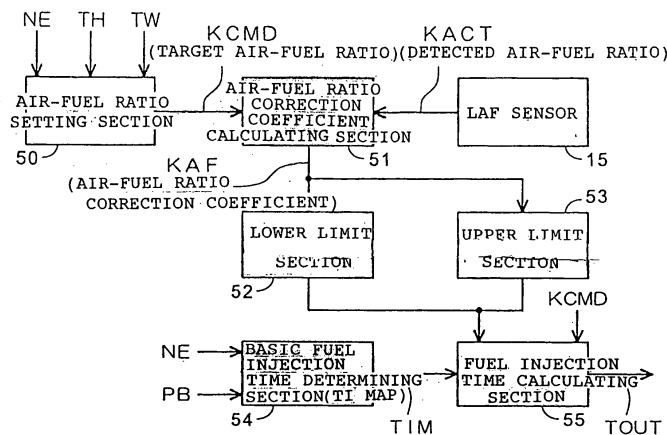 NE TH TW
KCMD
(TARGET AIR-FUEL RATIO)
KACT
(DETECTED AIR-FUEL RATIO)
AIR-FUEL RATIO
SETTING SECTION
50
AIR-FUEL RATIO
CORRECTION
COEFFICIENT
CALCULATING SECTION
51
LAF SENSOR
15
KAF
(AIR-FUEL RATIO
CORRECTION COEFFICIENT)
LOWER LIMIT
SECTION
52
UPPER LIMIT
SECTION
53
KCMD
NE
PB
BASIC FUEL
INJECTION
TIME DETERMINING
SECTION(TI MAP)
54
TIM
FUEL INJECTION
TIME CALCULATING
SECTION
55
TOUT